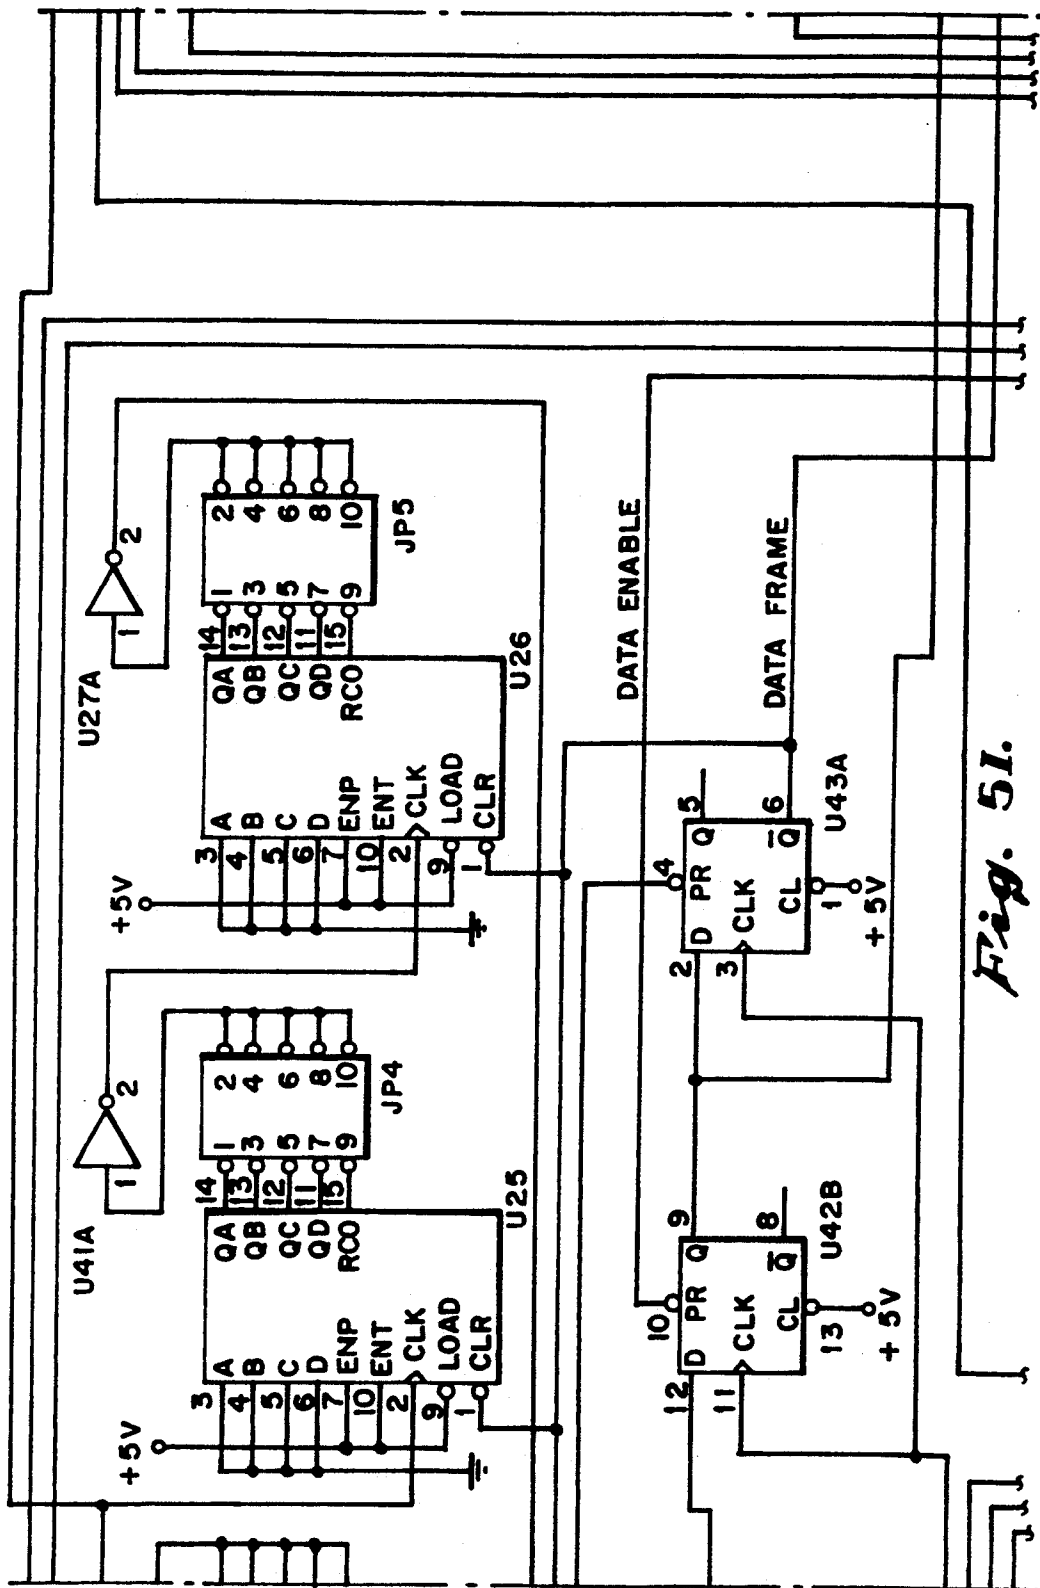 U41A
1
2
U27A
1
2
+5V
3 A
4 B
5 C
6 D
7 ENP
10 ENT
2 CLK
9 LOAD
1 CLR
QA 14
QB 13
QC 12
QD 11
RCO 15
U25
1 2
3 4
5 6
7 8
9 10
JP4
+5V
3 A
4 B
5 C
6 D
7 ENP
10 ENT
2 CLK
9 LOAD
1 CLR
QA 14
QB 13
QC 12
QD 11
RCO 15
U26
1 2
3 4
5 6
7 8
9 10
JP5
DATA ENABLE
DATA FRAME
10
12 D PR Q 9
11 CLK
CL Q̅ 8
13
+5V
U42B
4
2 D PR Q 5
3 CLK
CL Q̅ 6
1
+5V
U43A
Fig. 5I.